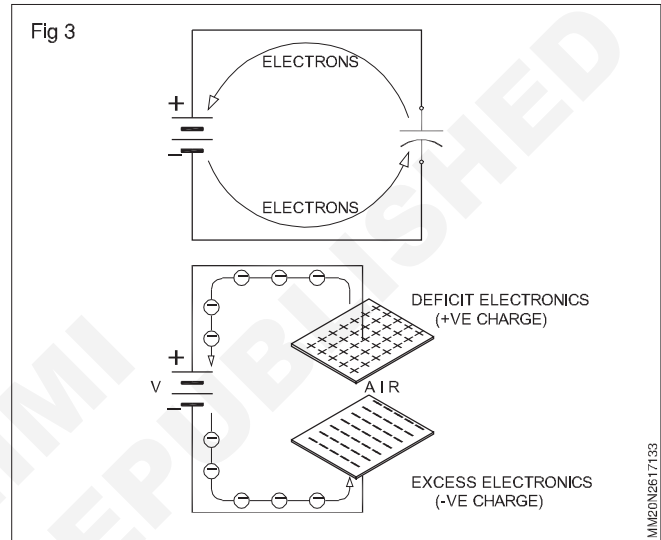 Fig 3
ELECTRONS
+
–
ELECTRONS
DEFICIT ELECTRONICS
(+VE CHARGE)
+
V
–
AIR
EXCESS ELECTRONICS
(-VE CHARGE)
MM20N2617133